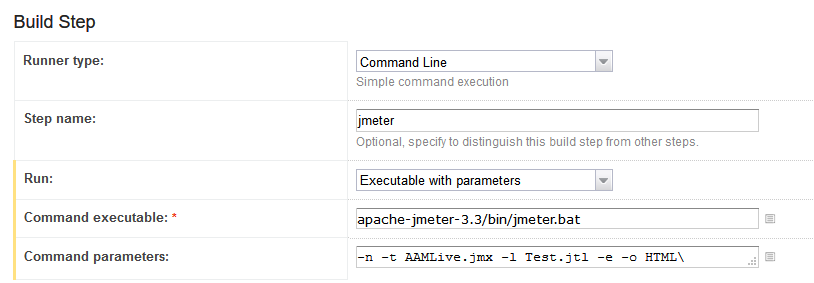 Build Step
Runner type:
Command Line
Simple command execution
Step name:
jmeter
Optional, specify to distinguish this build step from other steps.
Run:
Executable with parameters
Command executable: *
apache-jmeter-3.3/bin/jmeter.bat
Command parameters:
-n -t AAMLive.jmx -l Test.jtl -e -o HTML\